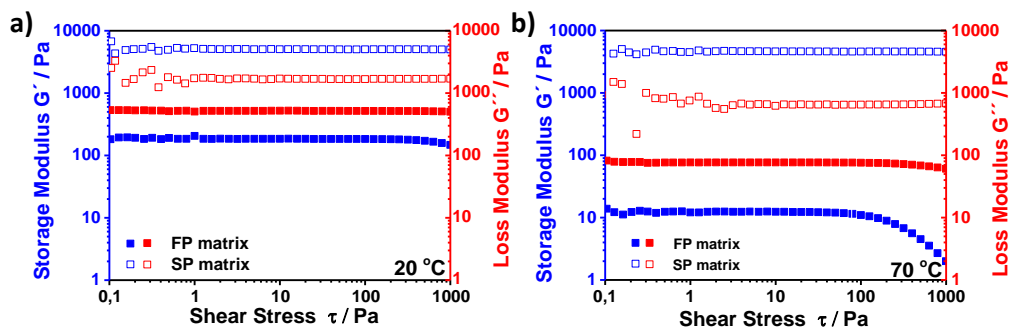 a)
10000
1000
100
10
1
Storage Modulus G´ / Pa
10000
1000
100
10
1
Loss Modulus G´´ / Pa
FP matrix
SP matrix
20 °C
0,1 1 10 100 1000
Shear Stress τ / Pa
b)
10000
1000
100
10
1
Storage Modulus G´ / Pa
10000
1000
100
10
1
Loss Modulus G´´ / Pa
FP matrix
SP matrix
70 °C
0,1 1 10 100 1000
Shear Stress τ / Pa